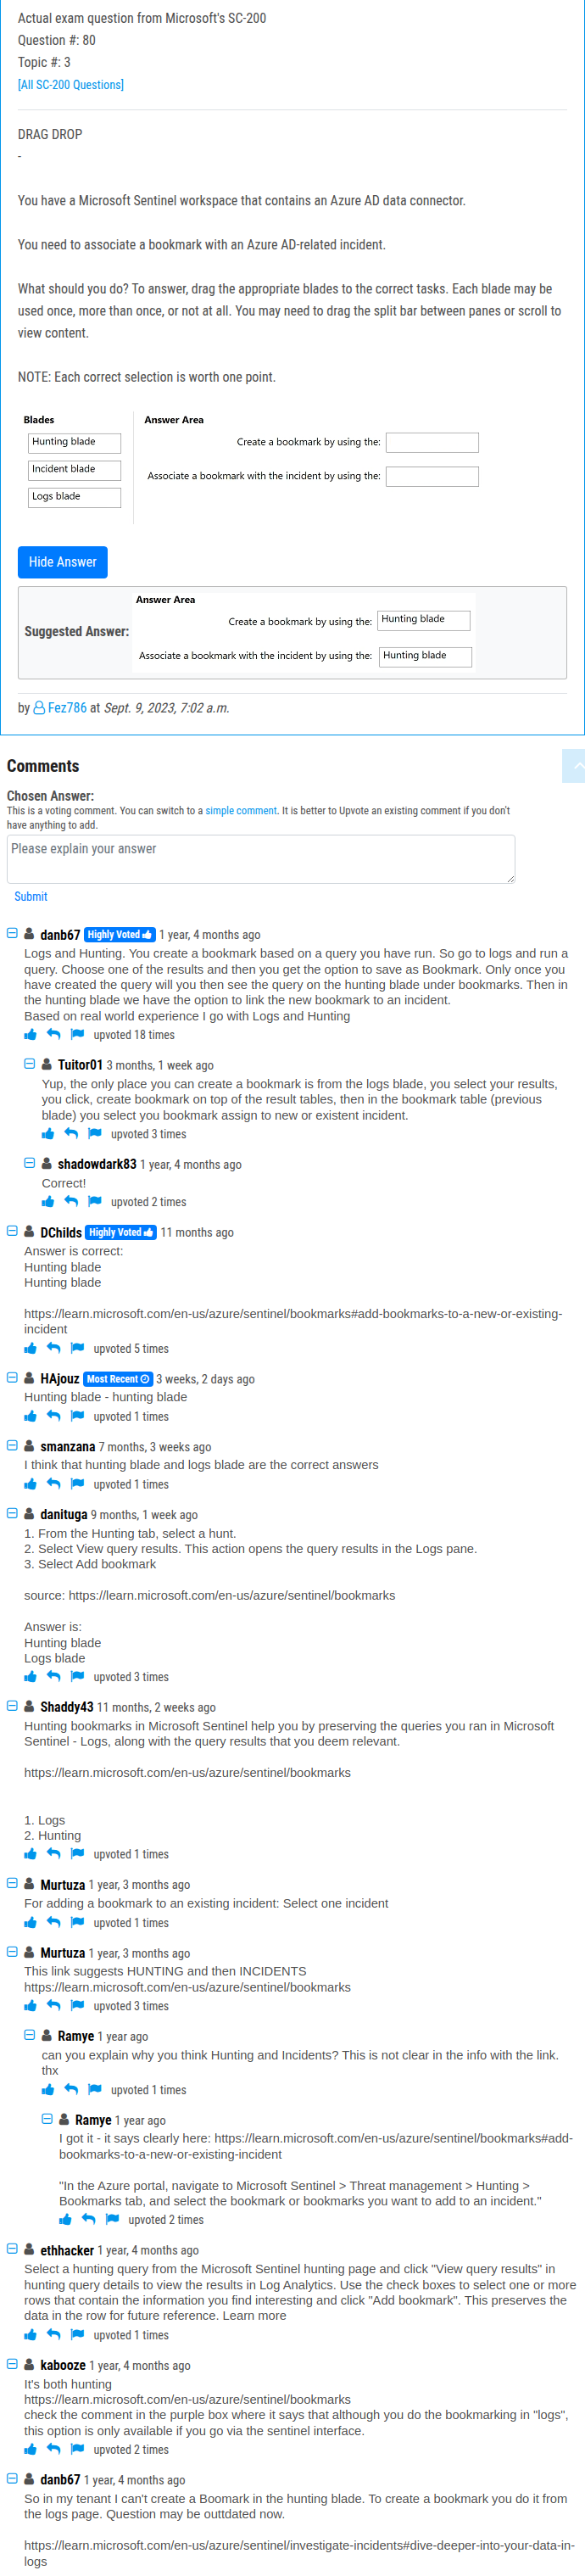 Actual exam question from Microsoft's SC-200
Question #: 80
Topic #: 3
[All SC-200 Questions]
DRAG DROP
-
You have a Microsoft Sentinel workspace that contains an Azure AD data connector.
You need to associate a bookmark with an Azure AD-related incident.
What should you do? To answer, drag the appropriate blades to the correct tasks. Each blade may be
used once, more than once, or not at all. You may need to drag the split bar between panes or scroll to
view content.
NOTE: Each correct selection is worth one point.
Blades
Hunting blade
Incident blade
Logs blade
Answer Area
Create a bookmark by using the:
Associate a bookmark with the incident by using the:
Hide Answer
Suggested Answer:
Answer Area
Create a bookmark by using the: Hunting blade
Associate a bookmark with the incident by using the: Hunting blade
by Fez786 at Sept. 9, 2023, 7:02 a.m.
Comments
Chosen Answer:
This is a voting comment. You can switch to a simple comment. It is better to Upvote an existing comment if you don't
have anything to add.
Please explain your answer
Submit
danb67 Highly Voted 1 year, 4 months ago
Logs and Hunting. You create a bookmark based on a query you have run. So go to logs and run a
query. Choose one of the results and then you get the option to save as Bookmark. Only once you
have created the query will you then see the query on the hunting blade under bookmarks. Then in
the hunting blade we have the option to link the new bookmark to an incident.
Based on real world experience I go with Logs and Hunting
upvoted 18 times
Tuitor01 3 months, 1 week ago
Yup, the only place you can create a bookmark is from the logs blade, you select your results,
you click, create bookmark on top of the result tables, then in the bookmark table (previous
blade) you select you bookmark assign to new or existent incident.
upvoted 3 times
shadowdark83 1 year, 4 months ago
Correct!
upvoted 2 times
DChilds Highly Voted 11 months ago
Answer is correct:
Hunting blade
Hunting blade
https://learn.microsoft.com/en-us/azure/sentinel/bookmarks#add-bookmarks-to-a-new-or-existing-
incident
upvoted 5 times
HAjouz Most Recent 3 weeks, 2 days ago
Hunting blade - hunting blade
upvoted 1 times
smanzana 7 months, 3 weeks ago
I think that hunting blade and logs blade are the correct answers
upvoted 1 times
danituga 9 months, 1 week ago
1. From the Hunting tab, select a hunt.
2. Select View query results. This action opens the query results in the Logs pane.
3. Select Add bookmark
source: https://learn.microsoft.com/en-us/azure/sentinel/bookmarks
Answer is:
Hunting blade
Logs blade
upvoted 3 times
Shaddy43 11 months, 2 weeks ago
Hunting bookmarks in Microsoft Sentinel help you by preserving the queries you ran in Microsoft
Sentinel - Logs, along with the query results that you deem relevant.
https://learn.microsoft.com/en-us/azure/sentinel/bookmarks
1. Logs
2. Hunting
upvoted 1 times
Murtuza 1 year, 3 months ago
For adding a bookmark to an existing incident: Select one incident
upvoted 1 times
Murtuza 1 year, 3 months ago
This link suggests HUNTING and then INCIDENTS
https://learn.microsoft.com/en-us/azure/sentinel/bookmarks
upvoted 3 times
Ramye 1 year ago
can you explain why you think Hunting and Incidents? This is not clear in the info with the link.
thx
upvoted 1 times
Ramye 1 year ago
I got it - it says clearly here: https://learn.microsoft.com/en-us/azure/sentinel/bookmarks#add-
bookmarks-to-a-new-or-existing-incident
"In the Azure portal, navigate to Microsoft Sentinel > Threat management > Hunting >
Bookmarks tab, and select the bookmark or bookmarks you want to add to an incident."
upvoted 2 times
ethhacker 1 year, 4 months ago
Select a hunting query from the Microsoft Sentinel hunting page and click "View query results" in
hunting query details to view the results in Log Analytics. Use the check boxes to select one or more
rows that contain the information you find interesting and click "Add bookmark". This preserves the
data in the row for future reference. Learn more
upvoted 1 times
kabooze 1 year, 4 months ago
It's both hunting
https://learn.microsoft.com/en-us/azure/sentinel/bookmarks
check the comment in the purple box where it says that although you do the bookmarking in "logs",
this option is only available if you go via the sentinel interface.
upvoted 2 times
danb67 1 year, 4 months ago
So in my tenant I can't create a Boomark in the hunting blade. To create a bookmark you do it from
the logs page. Question may be outtdated now.
https://learn.microsoft.com/en-us/azure/sentinel/investigate-incidents#dive-deeper-into-your-data-in-
logs